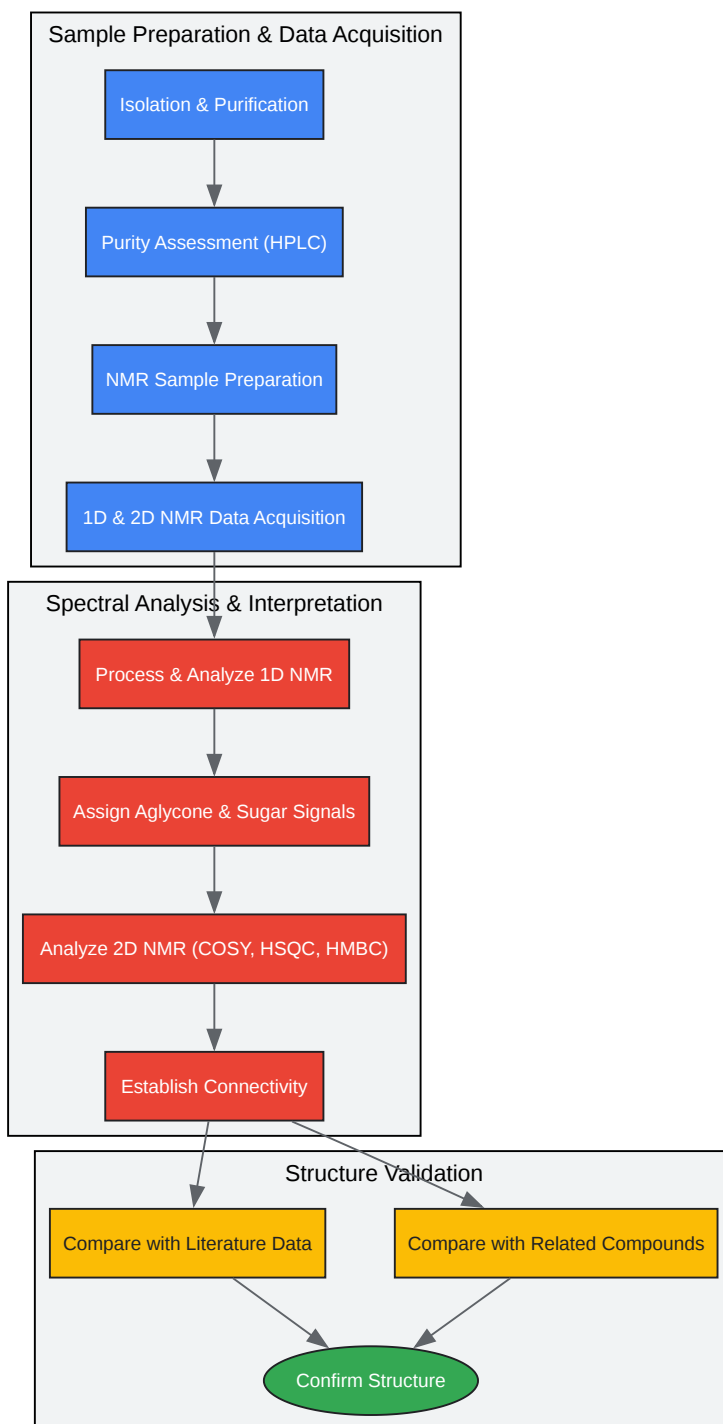 Sample Preparation & Data Acquisition
Isolation & Purification
Purity Assessment (HPLC)
NMR Sample Preparation
1D & 2D NMR Data Acquisition
Spectral Analysis & Interpretation
Process & Analyze 1D NMR
Assign Aglycone & Sugar Signals
Analyze 2D NMR (COSY, HSQC, HMBC)
Establish Connectivity
Structure Validation
Compare with Literature Data
Compare with Related Compounds
Confirm Structure